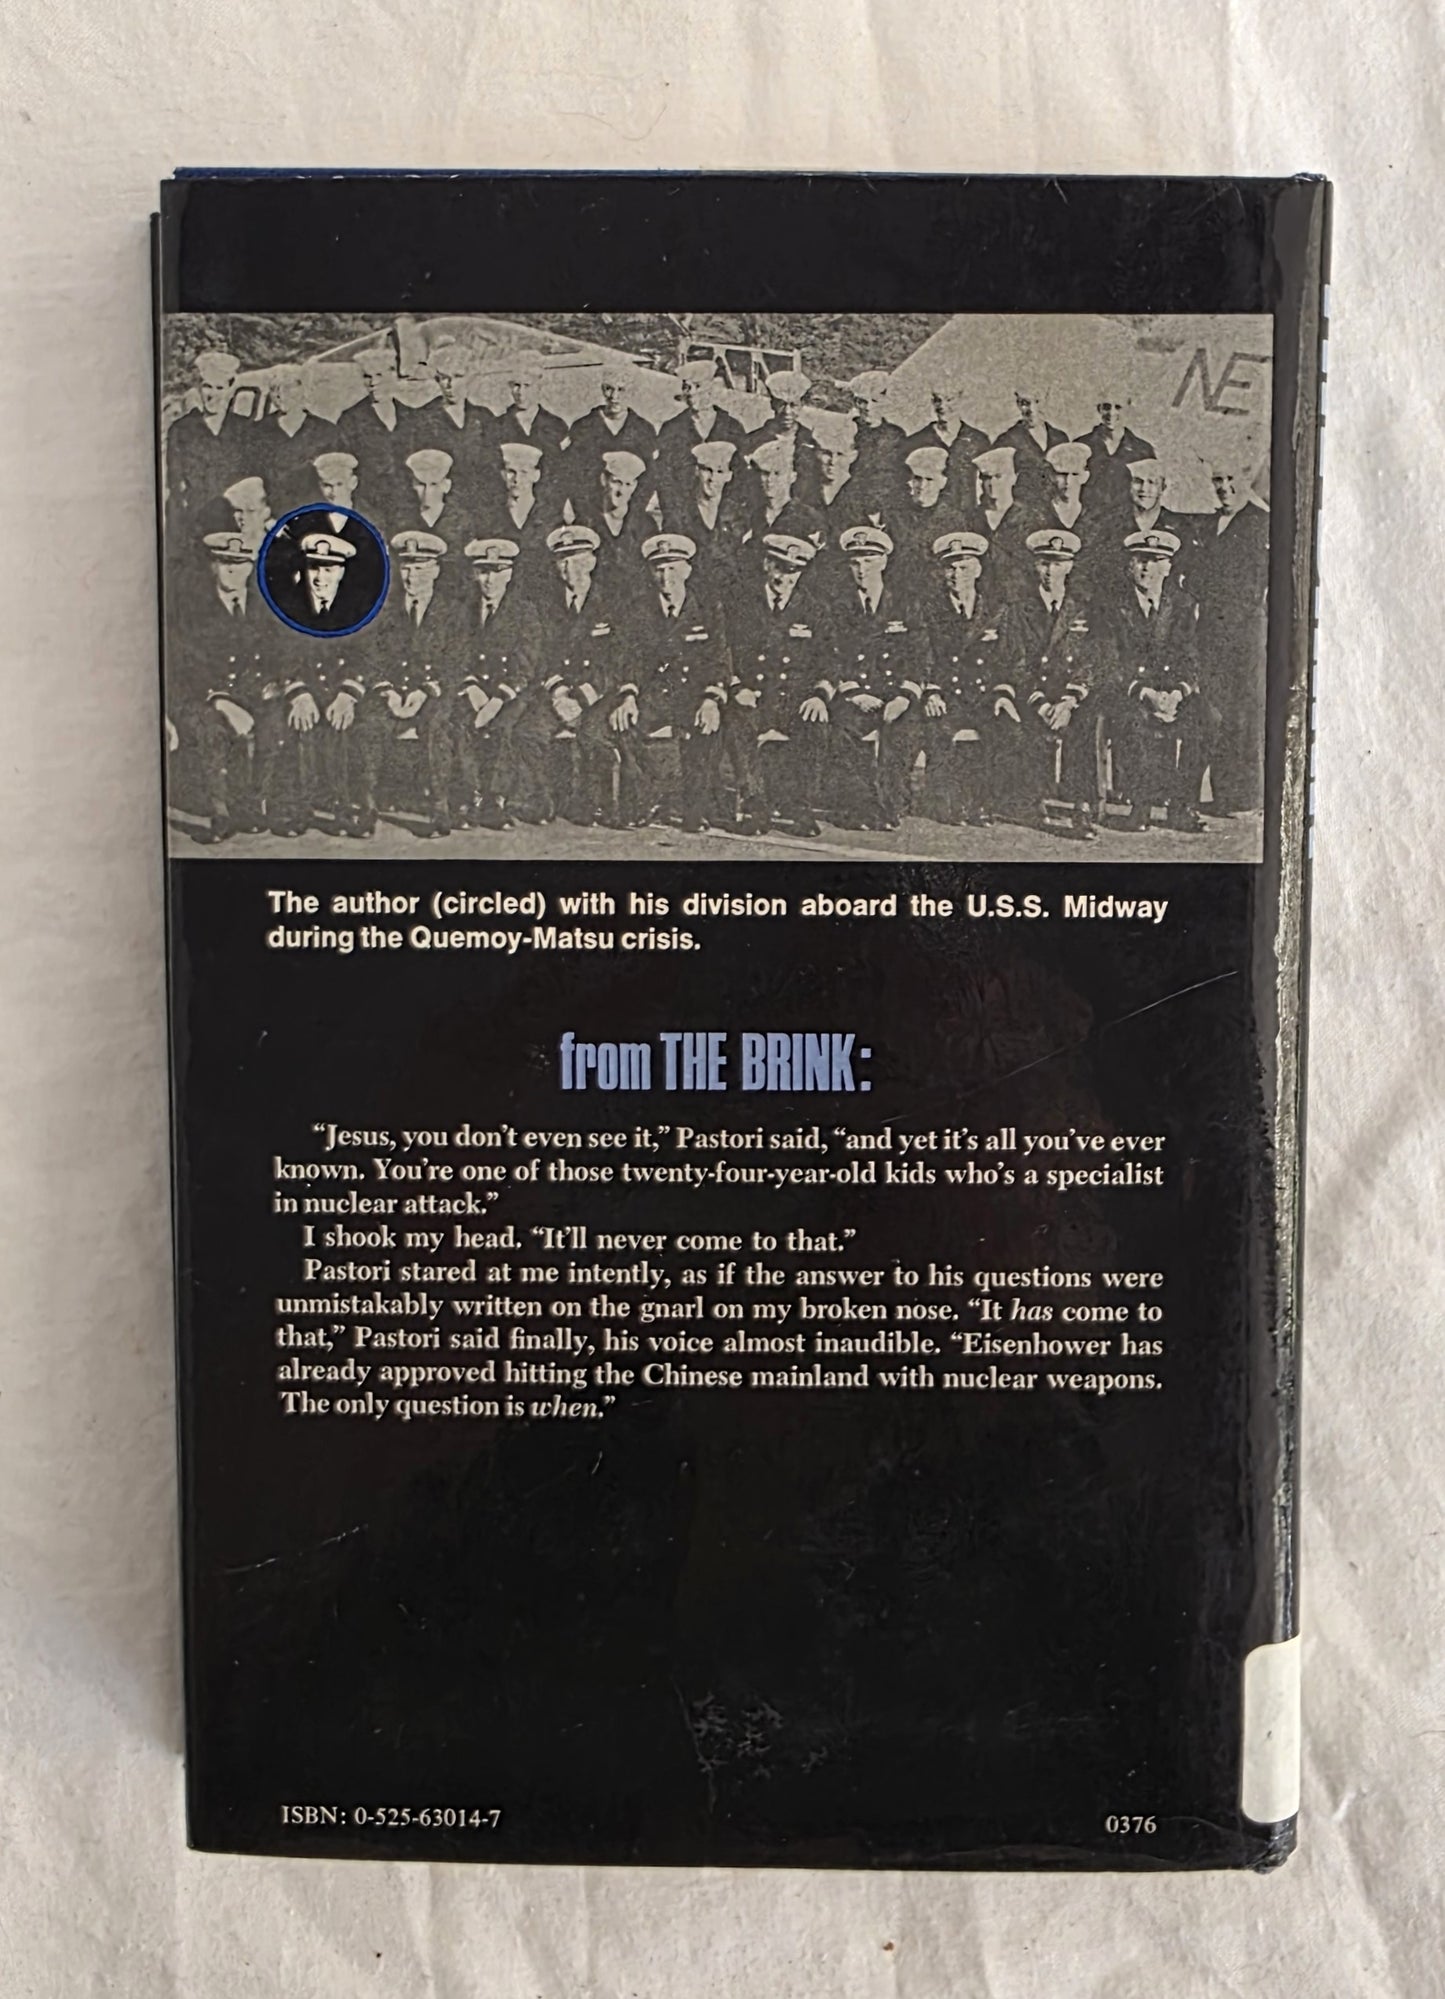 NE
The author (circled) with his division aboard the U.S.S. Midway
during the Quemoy-Matsu crisis.
from THE BRINK:
“Jesus, you don’t even see it,” Pastori said, “and yet it’s all you’ve ever
known. You’re one of those twenty-four-year-old kids who’s a specialist
in nuclear attack.”
I shook my head. “It’ll never come to that.”
Pastori stared at me intently, as if the answer to his questions were
unmistakably written on the gnarl on my broken nose. “It has come to
that,” Pastori said finally, his voice almost inaudible. “Eisenhower has
already approved hitting the Chinese mainland with nuclear weapons.
The only question is when.”
ISBN: 0-525-63014-7
0376